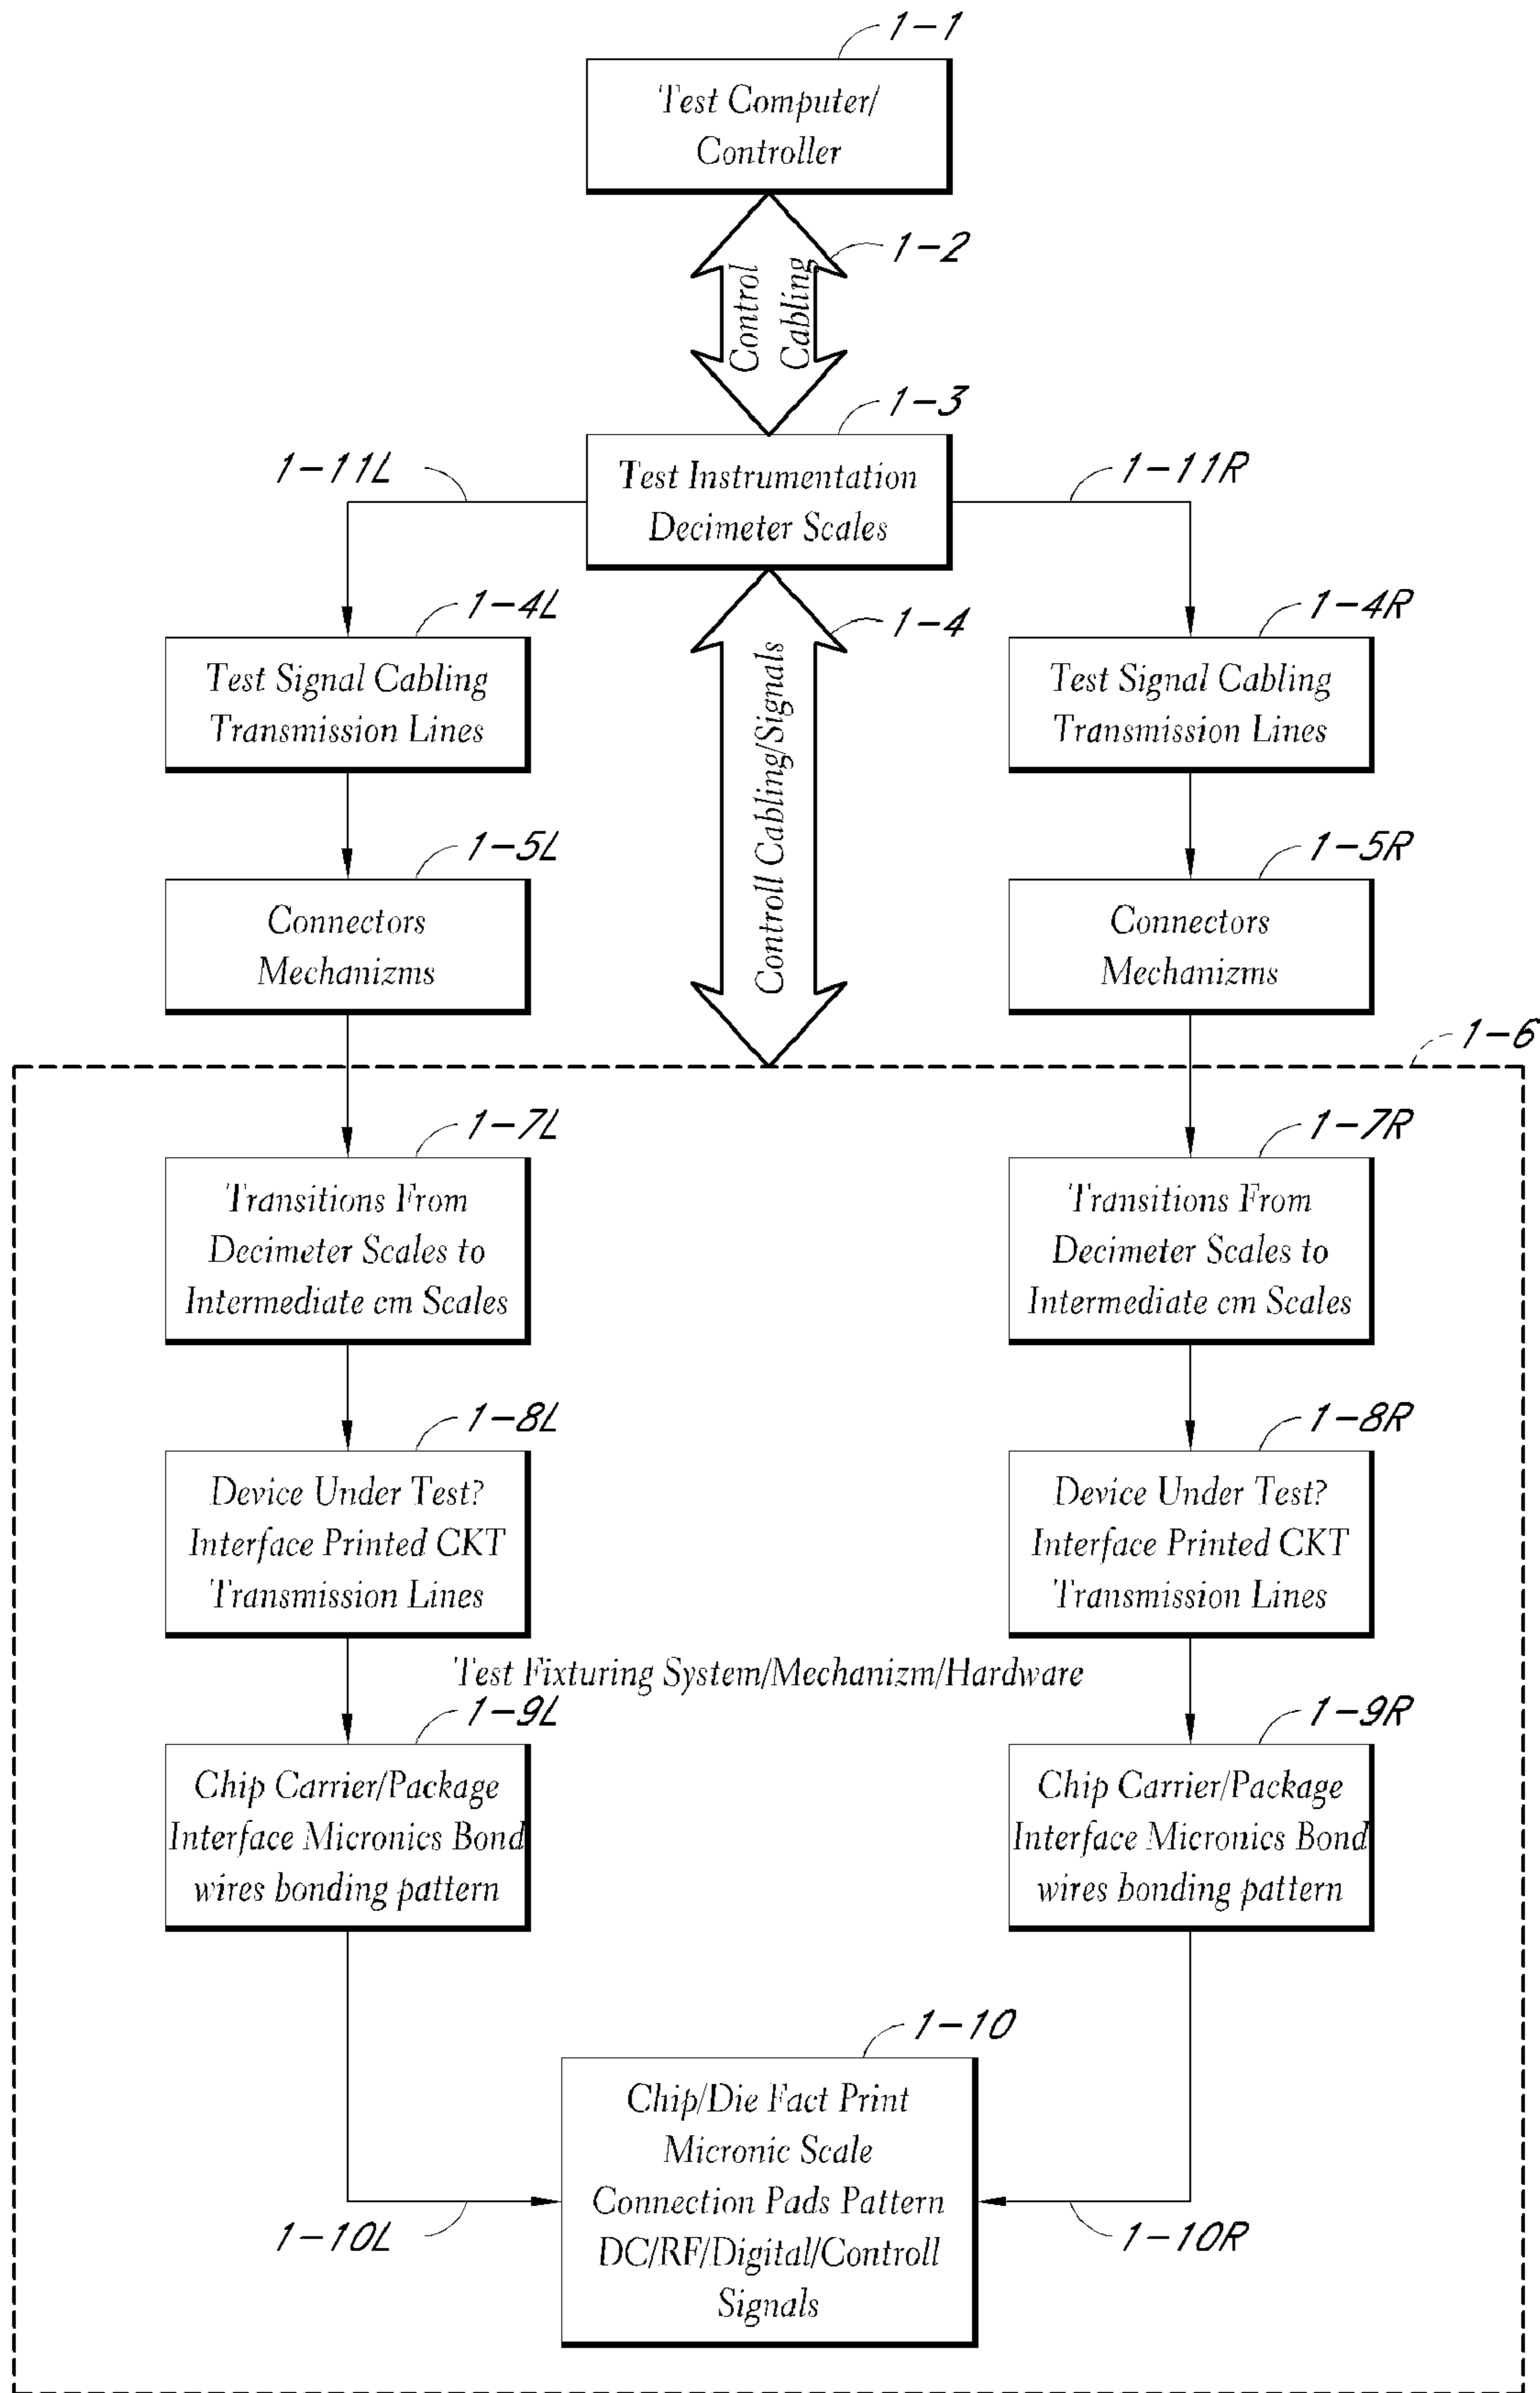 1-1
Test Computer/
Controller
1-2
Control
Cabling
1-3
Test Instrumentation
Decimeter Scales
1-11L
1-11R
1-4L
Test Signal Cabling
Transmission Lines
1-4
Controll Cabling/Signals
1-4R
Test Signal Cabling
Transmission Lines
1-5L
Connectors
Mechanizms
1-5R
Connectors
Mechanizms
1-6
1-7L
Transitions From
Decimeter Scales to
Intermediate cm Scales
1-7R
Transitions From
Decimeter Scales to
Intermediate cm Scales
1-8L
Device Under Test?
Interface Printed CKT
Transmission Lines
1-8R
Device Under Test?
Interface Printed CKT
Transmission Lines
Test Fixturing System/Mechanizm/Hardware
1-9L
Chip Carrier/Package
Interface Micronics Bond
wires bonding pattern
1-9R
Chip Carrier/Package
Interface Micronics Bond
wires bonding pattern
1-10
Chip/Die Fact Print
Micronic Scale
Connection Pads Pattern
DC/RF/Digital/Controll
Signals
1-10L
1-10R